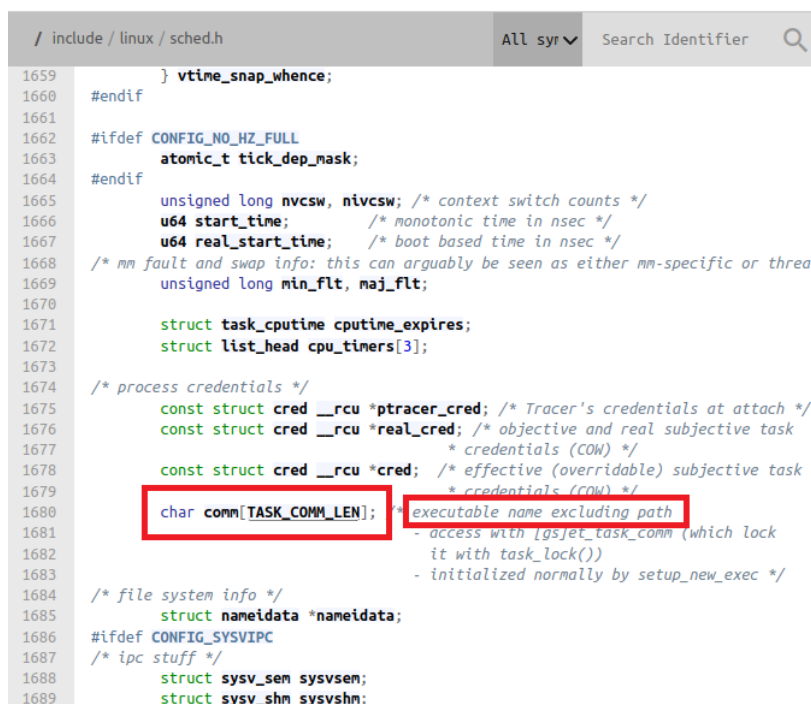 / include / linux / sched.h All syr Search Identifier
1659 } vtime_snap_whence;
1660 #endif
1661
1662 #ifdef CONFIG_NO_HZ_FULL
1663 atomic_t tick_dep_mask;
1664 #endif
1665 unsigned long nvcsw, nivcsw; /* context switch counts */
1666 u64 start_time; /* monotonic time in nsec */
1667 u64 real_start_time; /* boot based time in nsec */
1668 /* mm fault and swap info: this can arguably be seen as either mm-specific or threa
1669 unsigned long min_flt, maj_flt;
1670
1671 struct task_cputime cputime_expires;
1672 struct list_head cpu_timers[3];
1673
1674 /* process credentials */
1675 const struct cred __rcu *ptracer_cred; /* Tracer's credentials at attach */
1676 const struct cred __rcu *real_cred; /* objective and real subjective task
1677 * credentials (COW) */
1678 const struct cred __rcu *cred; /* effective (overridable) subjective task
1679 * credentials (COW) */
1680 char comm[TASK_COMM_LEN]; /* executable name excluding path
1681 - access with [gs]et_task_comm (which lock
1682 it with task_lock())
1683 - initialized normally by setup_new_exec */
1684 /* file system info */
1685 struct nameidata *nameidata;
1686 #ifdef CONFIG_SYSVIPC
1687 /* ipc stuff */
1688 struct sysv_sem sysvsem;
1689 struct sysv_shm sysvshm;